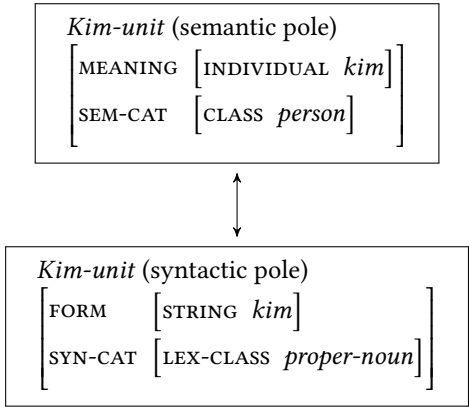 Kim-unit (semantic pole)
[MEANING [INDIVIDUAL kim]
SEM-CAT [CLASS person]]
Kim-unit (syntactic pole)
[FORM [STRING kim]
SYN-CAT [LEX-CLASS proper-noun]]